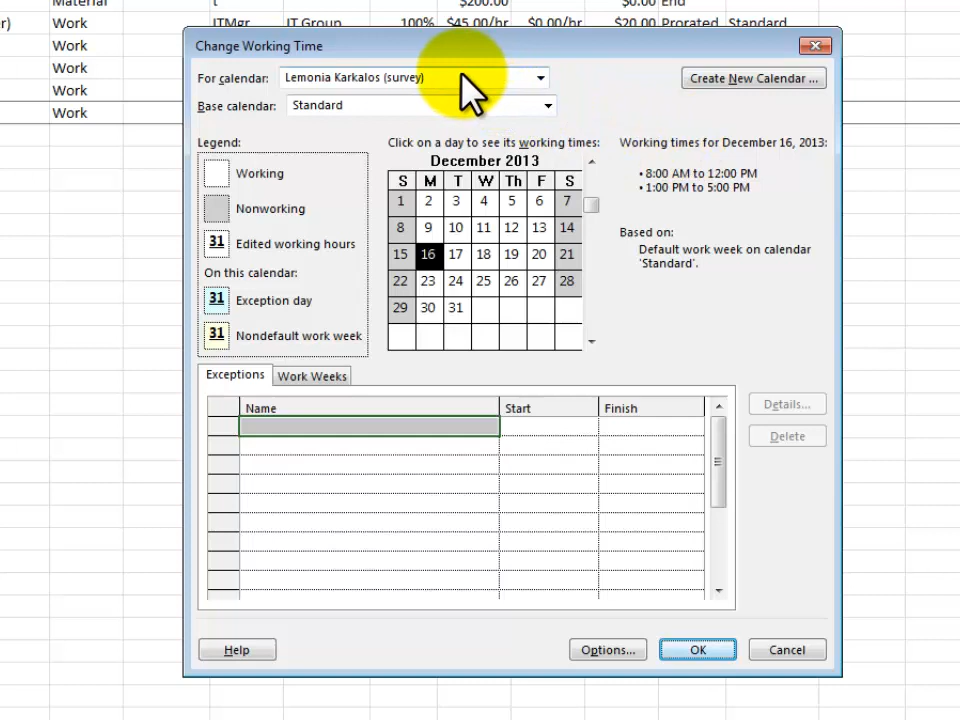 Material t $200.00 $0.00 End
r) Work ITMgr IT Group 100% $45.00/hr $0.00/hr $20.00 Prorated Standard
Work
Work
Work
Work
Change Working Time
For calendar: Lemonia Karkalos (survey)
Create New Calendar ...
Base calendar: Standard
Legend:
Working
Nonworking
31 Edited working hours
On this calendar:
31 Exception day
31 Nondefault work week
Click on a day to see its working times:
December 2013
S M T W Th F S
1 2 3 4 5 6 7
8 9 10 11 12 13 14
15 16 17 18 19 20 21
22 23 24 25 26 27 28
29 30 31
Working times for December 16, 2013:
• 8:00 AM to 12:00 PM
• 1:00 PM to 5:00 PM
Based on:
Default work week on calendar
'Standard'.
Exceptions Work Weeks
Name Start Finish
Details...
Delete
Help Options... OK Cancel